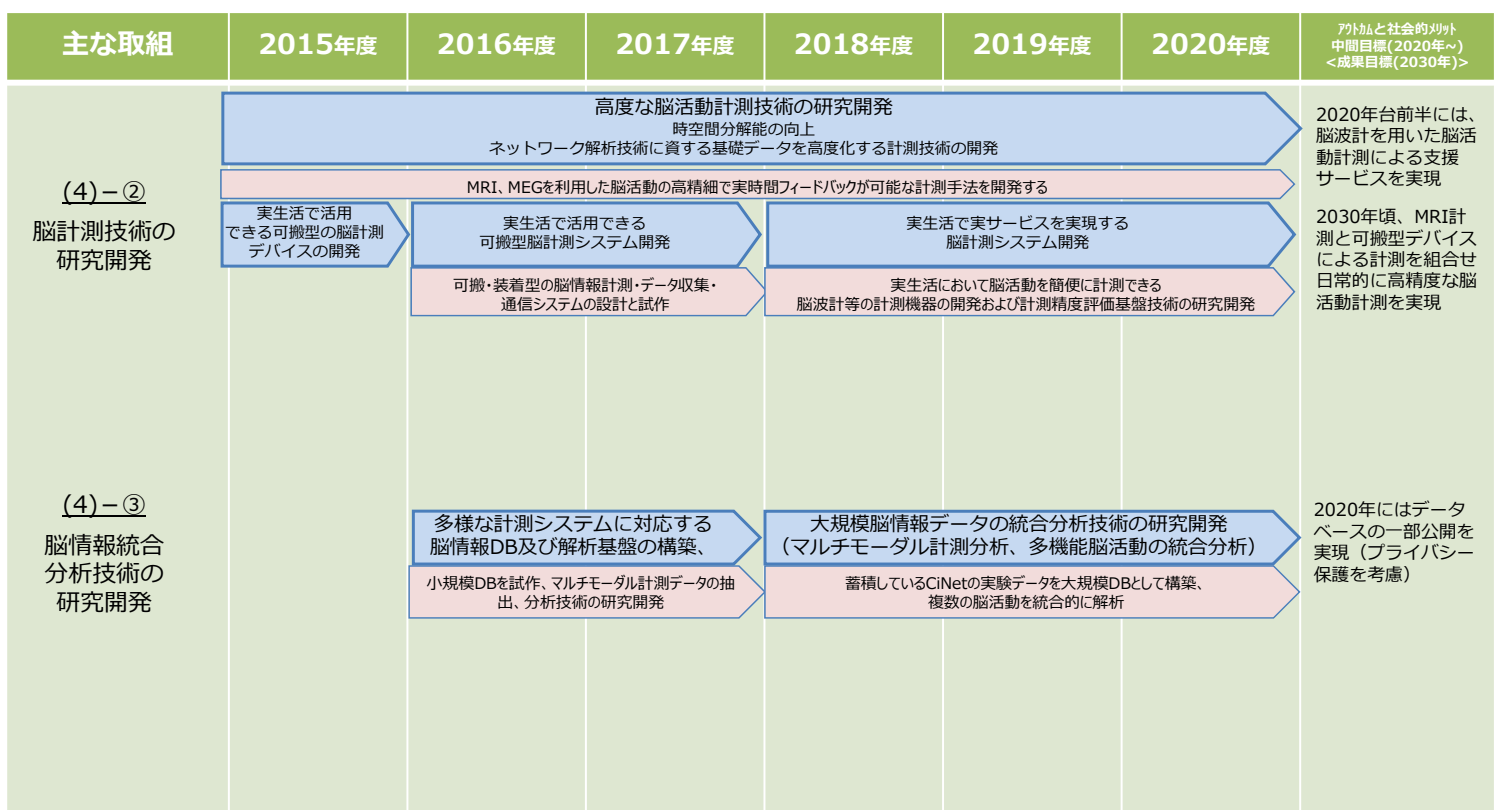 主な取組
2015年度
2016年度
2017年度
2018年度
2019年度
2020年度
ｱｳﾄｶﾑと社会的ﾒﾘｯﾄ
中間目標(2020年~)
<成果目標(2030年)>
(4)－②
脳計測技術の
研究開発
高度な脳活動計測技術の研究開発
時空間分解能の向上
ネットワーク解析技術に資する基礎データを高度化する計測技術の開発
MRI、MEGを利用した脳活動の高精細で実時間フィードバックが可能な計測手法を開発する
実生活で活用
できる可搬型の脳計測
デバイスの開発
実生活で活用できる
可搬型脳計測システム開発
実生活で実サービスを実現する
脳計測システム開発
可搬・装着型の脳情報計測・データ収集・
通信システムの設計と試作
実生活において脳活動を簡便に計測できる
脳波計等の計測機器の開発および計測精度評価基盤技術の研究開発
2020年台前半には、
脳波計を用いた脳活
動計測による支援
サービスを実現
2030年頃、MRI計
測と可搬型デバイス
による計測を組合せ
日常的に高精度な脳
活動計測を実現
(4)－③
脳情報統合
分析技術の
研究開発
多様な計測システムに対応する
脳情報DB及び解析基盤の構築、
大規模脳情報データの統合分析技術の研究開発
（マルチモーダル計測分析、多機能脳活動の統合分析）
小規模DBを試作、マルチモーダル計測データの抽
出、分析技術の研究開発
蓄積しているCiNetの実験データを大規模DBとして構築、
複数の脳活動を統合的に解析
2020年にはデータ
ベースの一部公開を
実現（プライバシー
保護を考慮）